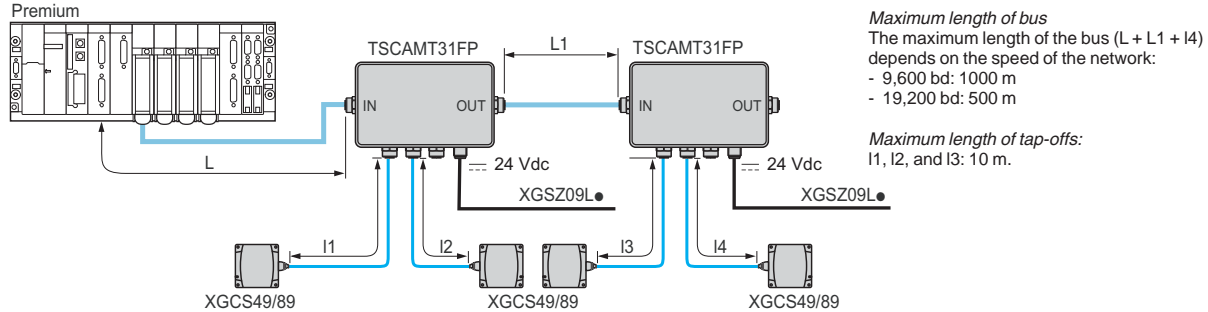 Premium
TSCAMT31FP
L1
TSCAMT31FP
IN
OUT
IN
OUT
L
24 Vdc
24 Vdc
XGSZ09L●
XGSZ09L●
l1
l2
l3
l4
XGCS49/89
XGCS49/89
XGCS49/89
XGCS49/89
Maximum length of bus
The maximum length of the bus (L + L1 + l4)
depends on the speed of the network:
- 9,600 bd: 1000 m
- 19,200 bd: 500 m
Maximum length of tap-offs:
l1, l2, and l3: 10 m.